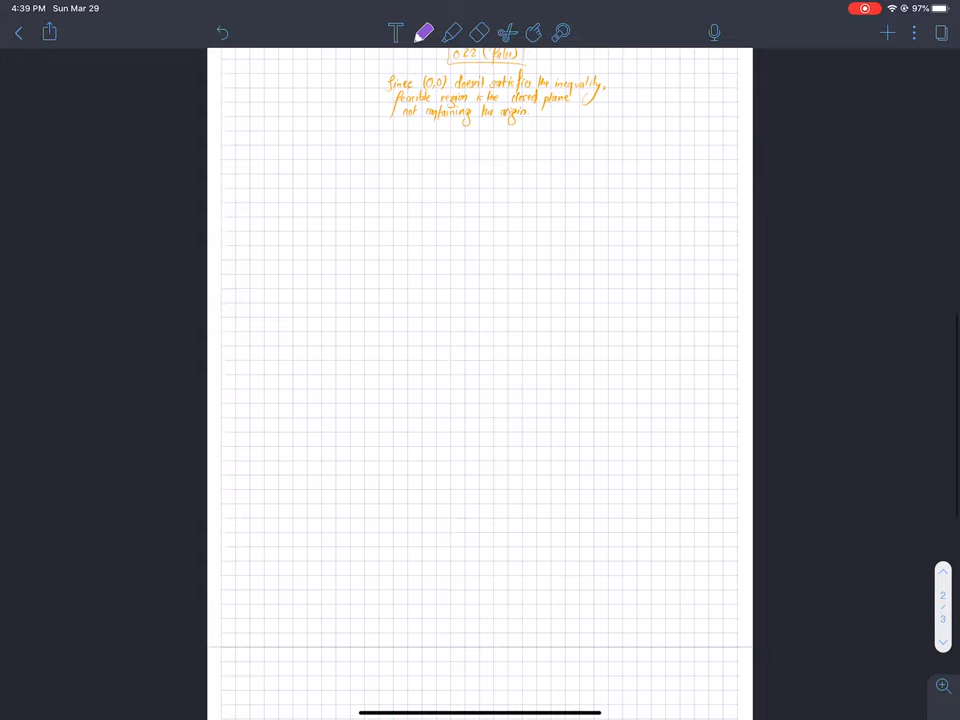 4:39 PM Sun Mar 29
97%
T
0≤2 (False)
Since (0,0) doesn't satisfies the inequality,
feasible region is the closed plane
not containing the origin.
2
/
3